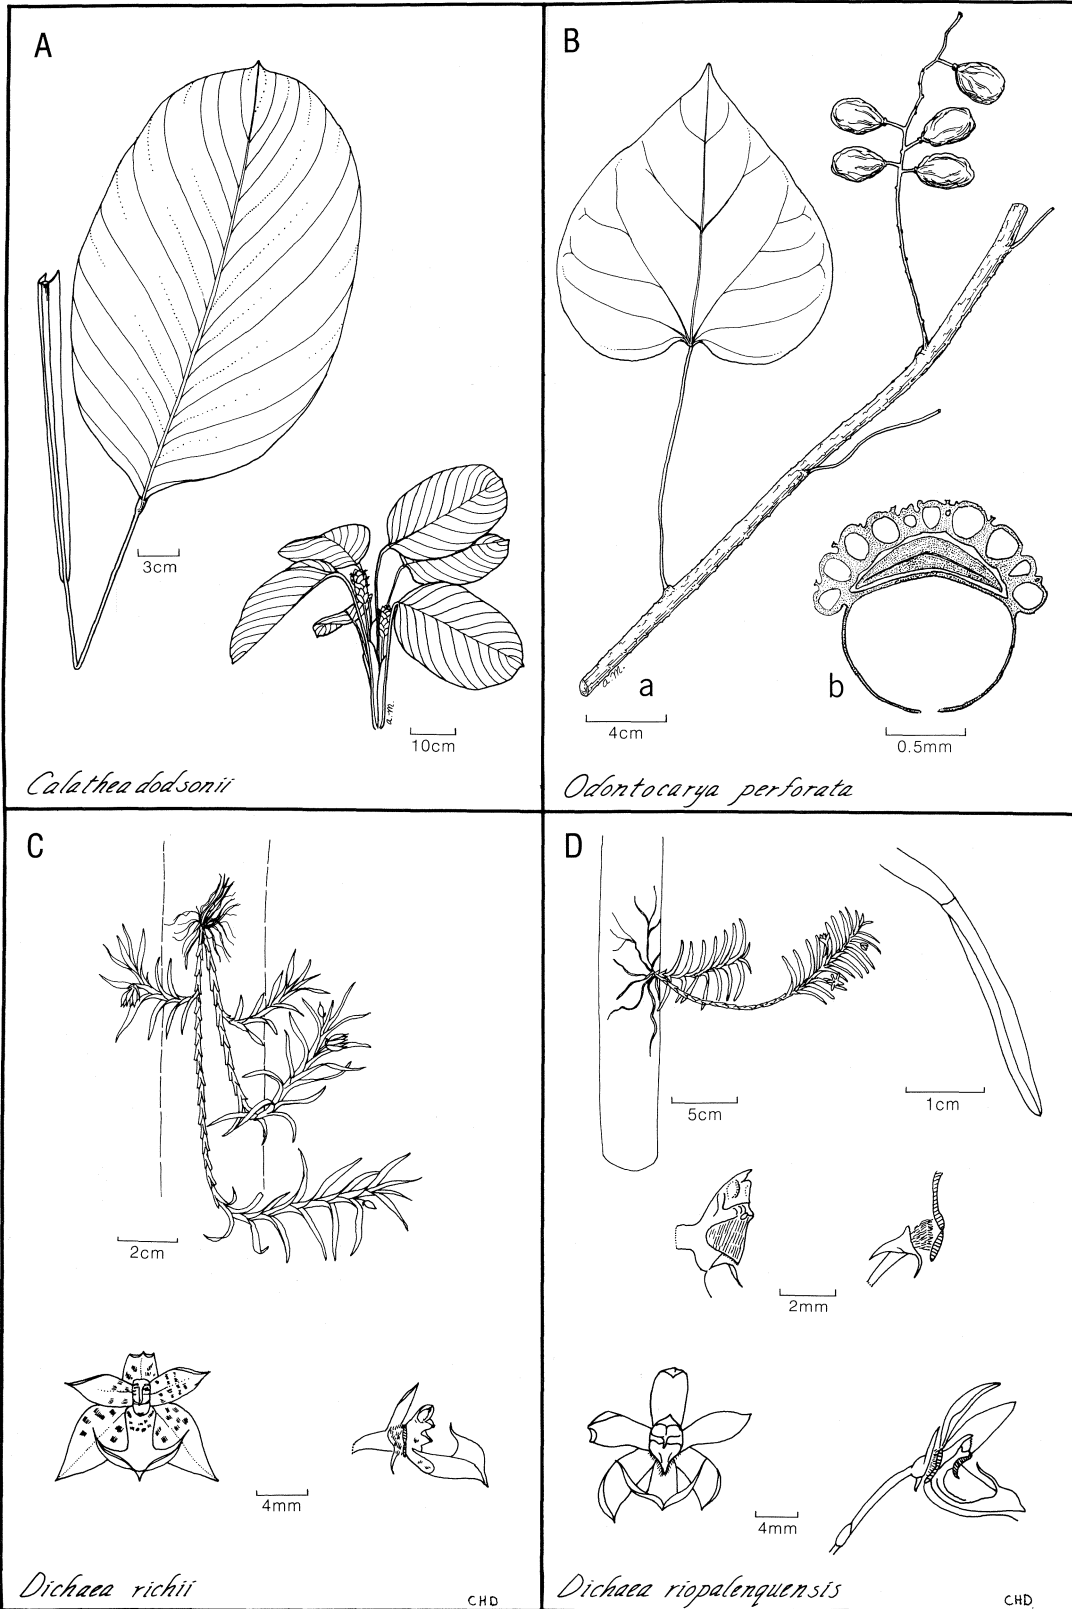 A
3cm
a.m.
10cm
Calathea dodsonii
B
a.m.
a
4cm
b
0.5mm
Odontocarya perforata
C
2cm
4mm
Dichaea richii
CHD
D
5cm
1cm
2mm
4mm
Dichaea riopalenquensis
CHD